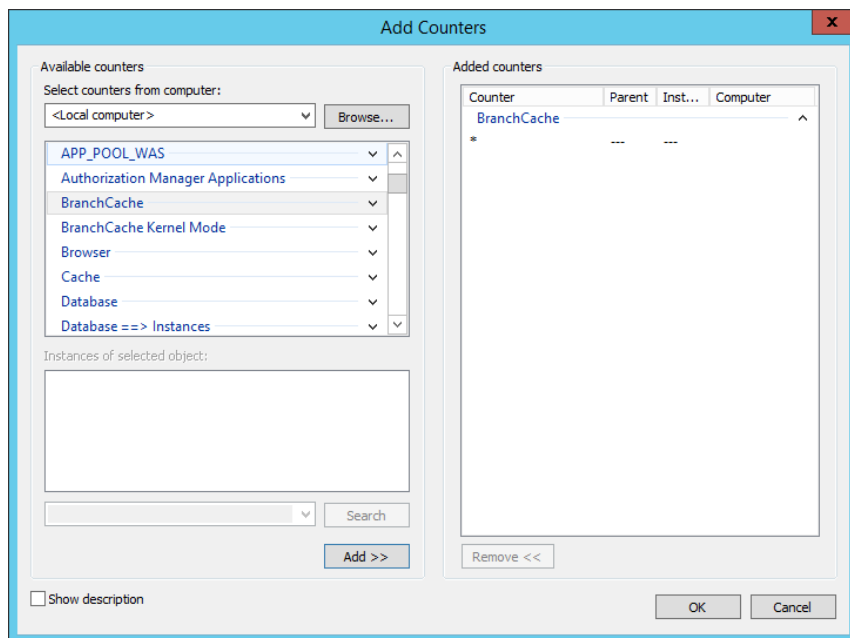 Add Counters
x
Available counters
Select counters from computer:
<Local computer>
Browse...
APP_POOL_WAS
Authorization Manager Applications
BranchCache
BranchCache Kernel Mode
Browser
Cache
Database
Database ==> Instances
Instances of selected object:
Search
Add >>
Show description
Added counters
Counter Parent Inst... Computer
BranchCache
* --- ---
Remove <<
OK
Cancel